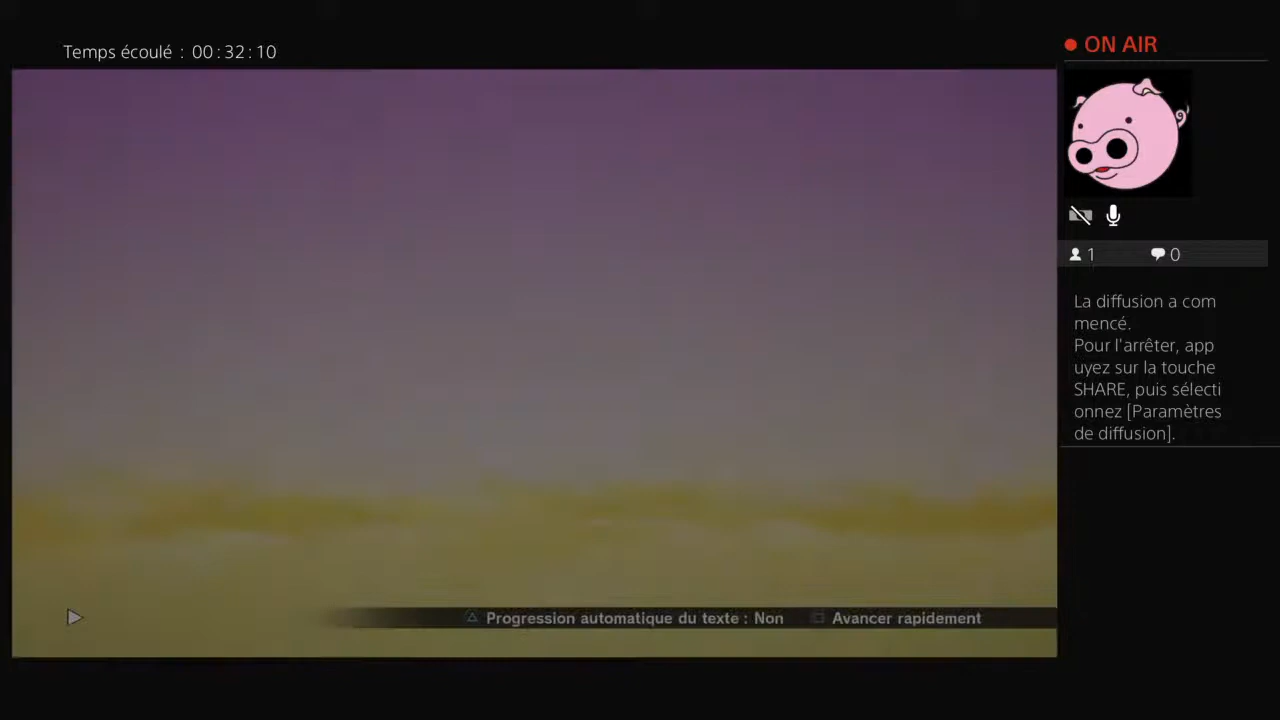 Temps écoulé : 00:32:10
ON AIR
1 0
La diffusion a com
mencé.
Pour l'arrêter, app
uyez sur la touche
SHARE, puis sélecti
onnez [Paramètres
de diffusion].
Progression automatique du texte : Non Avancer rapidement